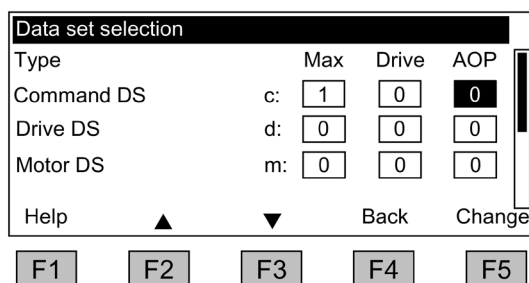 Data set selection
Type Max Drive AOP
Command DS c: 1 0 0
Drive DS d: 0 0 0
Motor DS m: 0 0 0
Help ▲ ▼ Back Change
F1 F2 F3 F4 F5